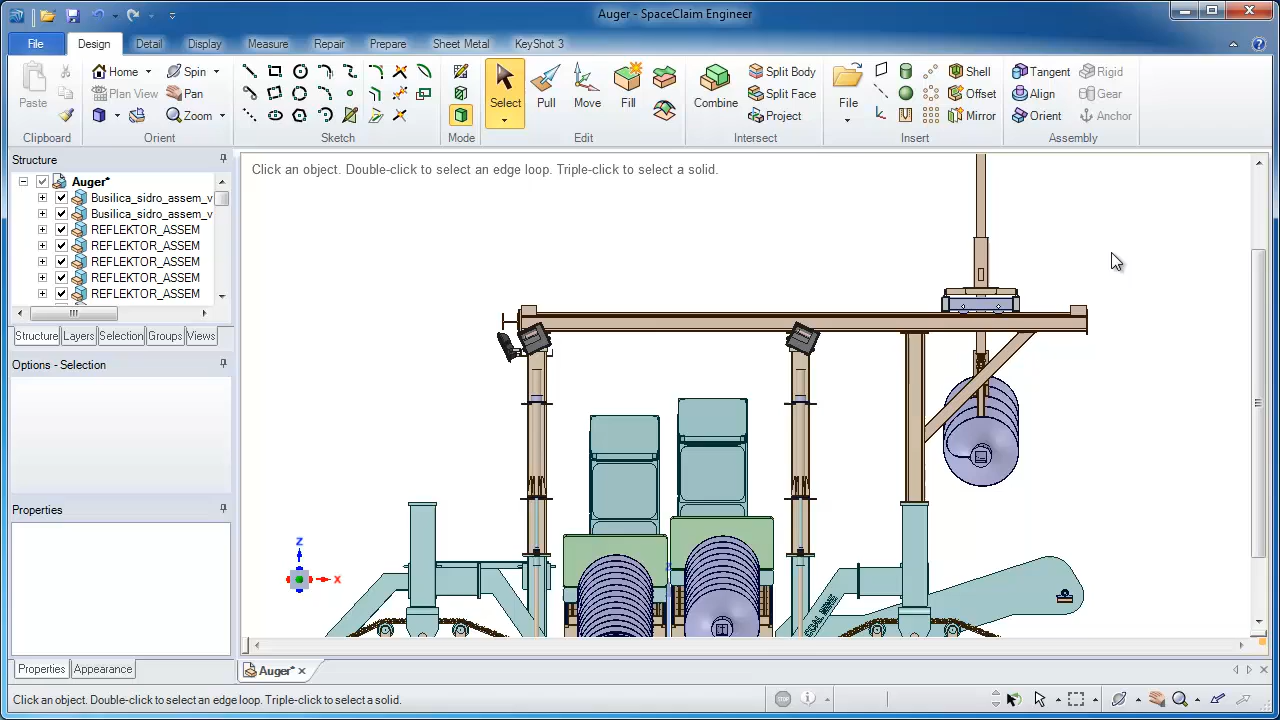 Auger - SpaceClaim Engineer
File Design Detail Display Measure Repair Prepare Sheet Metal KeyShot 3
Home Spin Tangent Rigid
Paste Plan View Pan Select Pull Move Fill Combine Split Body File Shell Align Gear
Zoom Split Face Offset Orient Anchor
Project Mirror
Clipboard Orient Sketch Mode Edit Intersect Insert Assembly
Structure
Click an object. Double-click to select an edge loop. Triple-click to select a solid.
Auger*
Busilica_sidro_assem_v
Busilica_sidro_assem_v
REFLEKTOR_ASSEM
REFLEKTOR_ASSEM
REFLEKTOR_ASSEM
REFLEKTOR_ASSEM
REFLEKTOR_ASSEM
Structure Layers Selection Groups Views
Options - Selection
Properties
Z
X
Properties Appearance
Auger*
Click an object. Double-click to select an edge loop. Triple-click to select a solid.